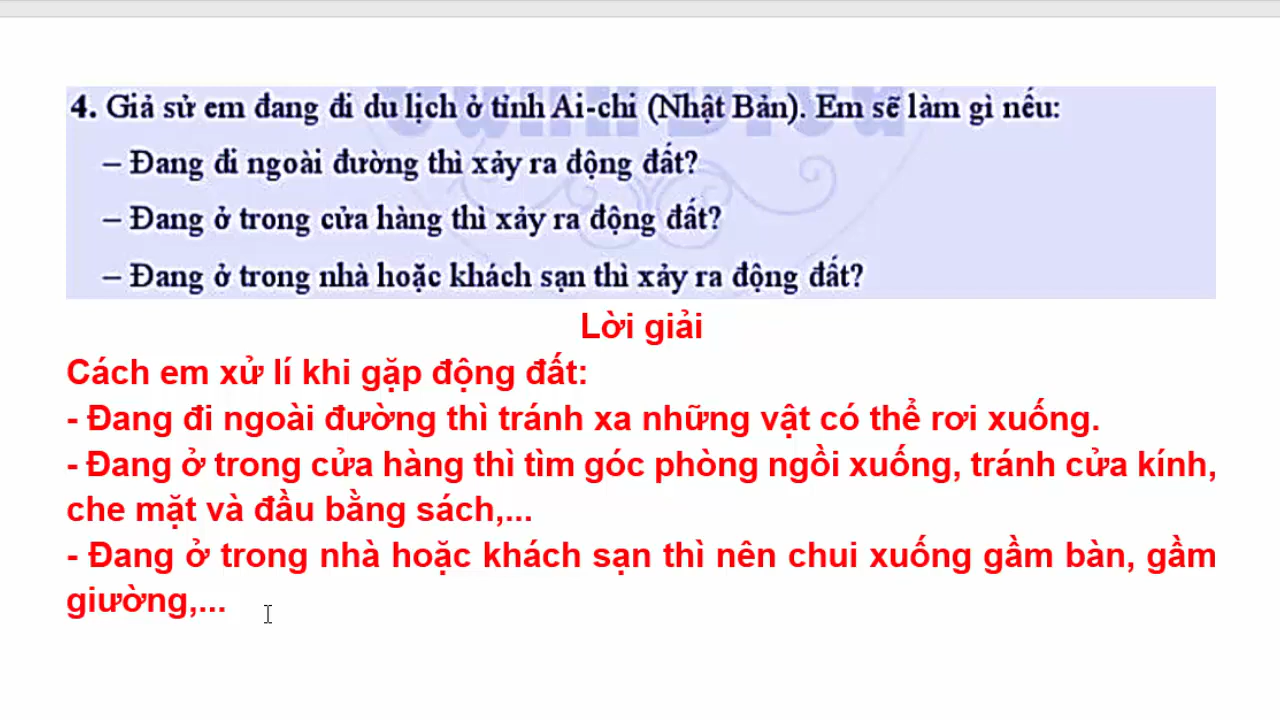 4. Giả sử em đang đi du lịch ở tỉnh Ai-chi (Nhật Bản). Em sẽ làm gì nếu:
– Đang đi ngoài đường thì xảy ra động đất?
– Đang ở trong cửa hàng thì xảy ra động đất?
– Đang ở trong nhà hoặc khách sạn thì xảy ra động đất?
Lời giải
Cách em xử lí khi gặp động đất:
- Đang đi ngoài đường thì tránh xa những vật có thể rơi xuống.
- Đang ở trong cửa hàng thì tìm góc phòng ngồi xuống, tránh cửa kính,
che mặt và đầu bằng sách,...
- Đang ở trong nhà hoặc khách sạn thì nên chui xuống gầm bàn, gầm
giường,...